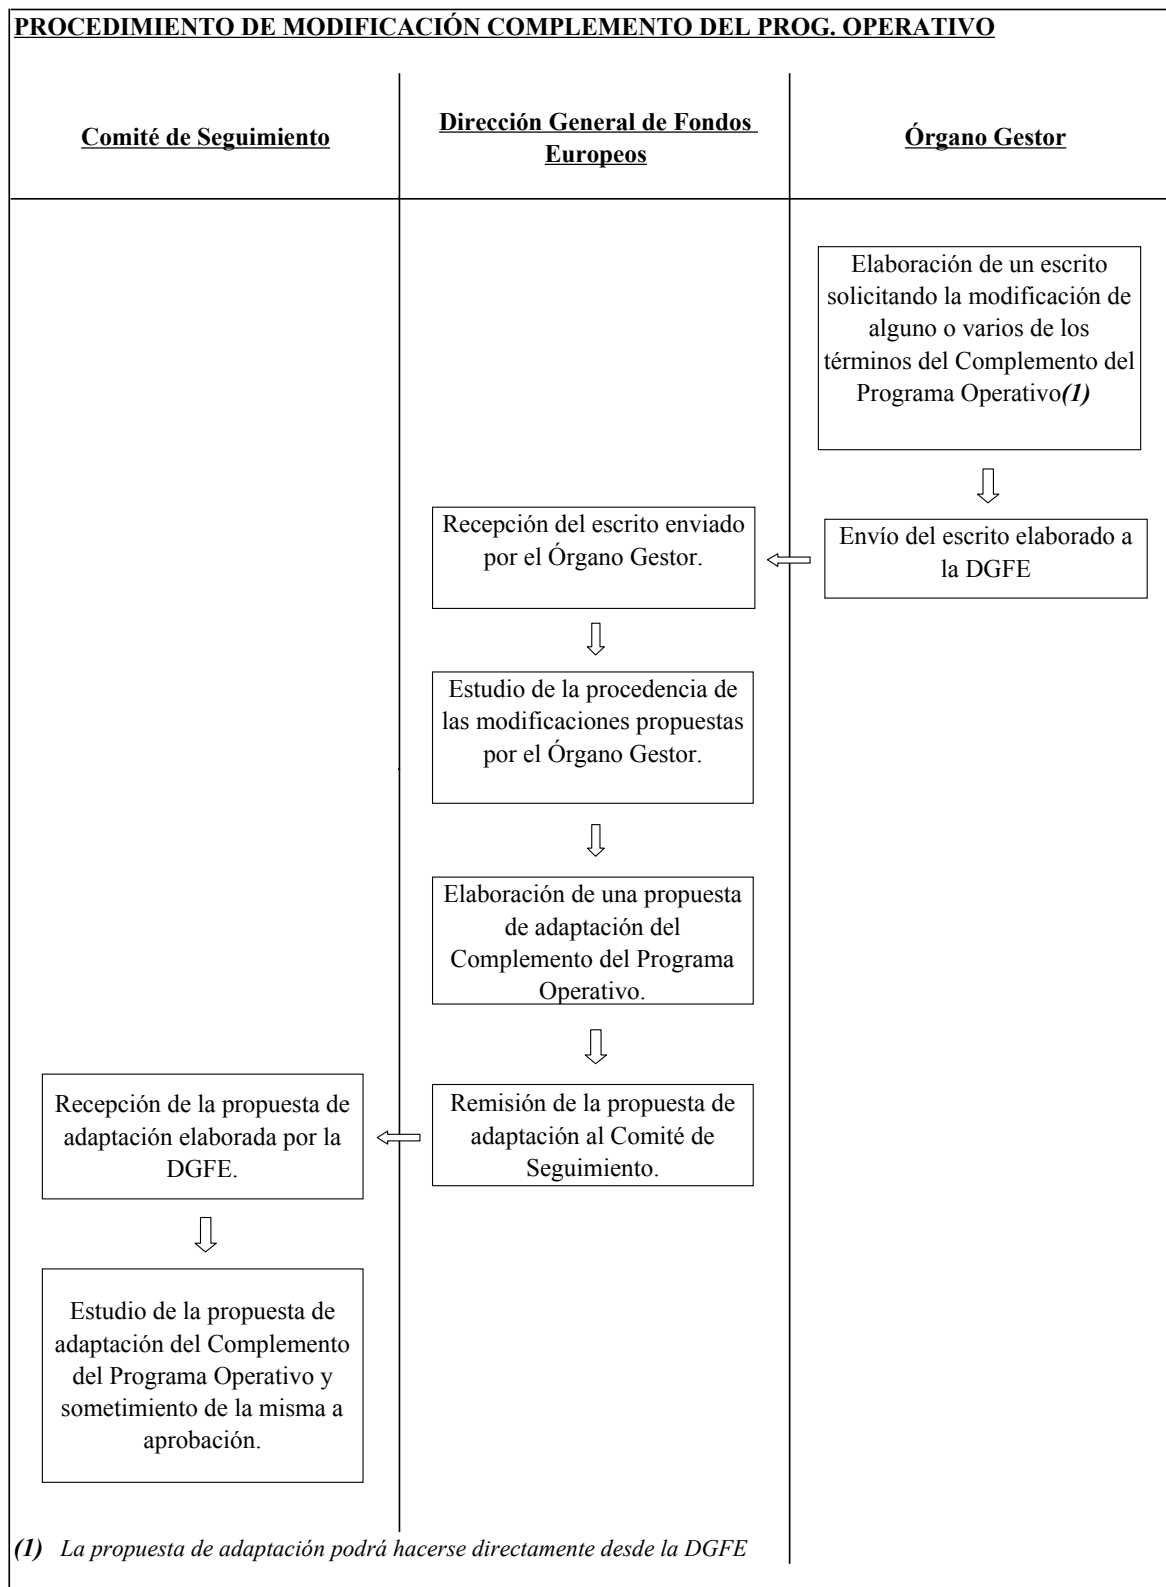 PROCEDIMIENTO DE MODIFICACIÓN COMPLEMENTO DEL PROG. OPERATIVO
Comité de Seguimiento
Dirección General de Fondos
Europeos
Órgano Gestor
Elaboración de un escrito
solicitando la modificación de
alguno o varios de los
términos del Complemento del
Programa Operativo(1)
Envío del escrito elaborado a
la DGFE
Recepción del escrito enviado
por el Órgano Gestor.
Estudio de la procedencia de
las modificaciones propuestas
por el Órgano Gestor.
Elaboración de una propuesta
de adaptación del
Complemento del Programa
Operativo.
Remisión de la propuesta de
adaptación al Comité de
Seguimiento.
Recepción de la propuesta de
adaptación elaborada por la
DGFE.
Estudio de la propuesta de
adaptación del Complemento
del Programa Operativo y
sometimiento de la misma a
aprobación.
(1) La propuesta de adaptación podrá hacerse directamente desde la DGFE